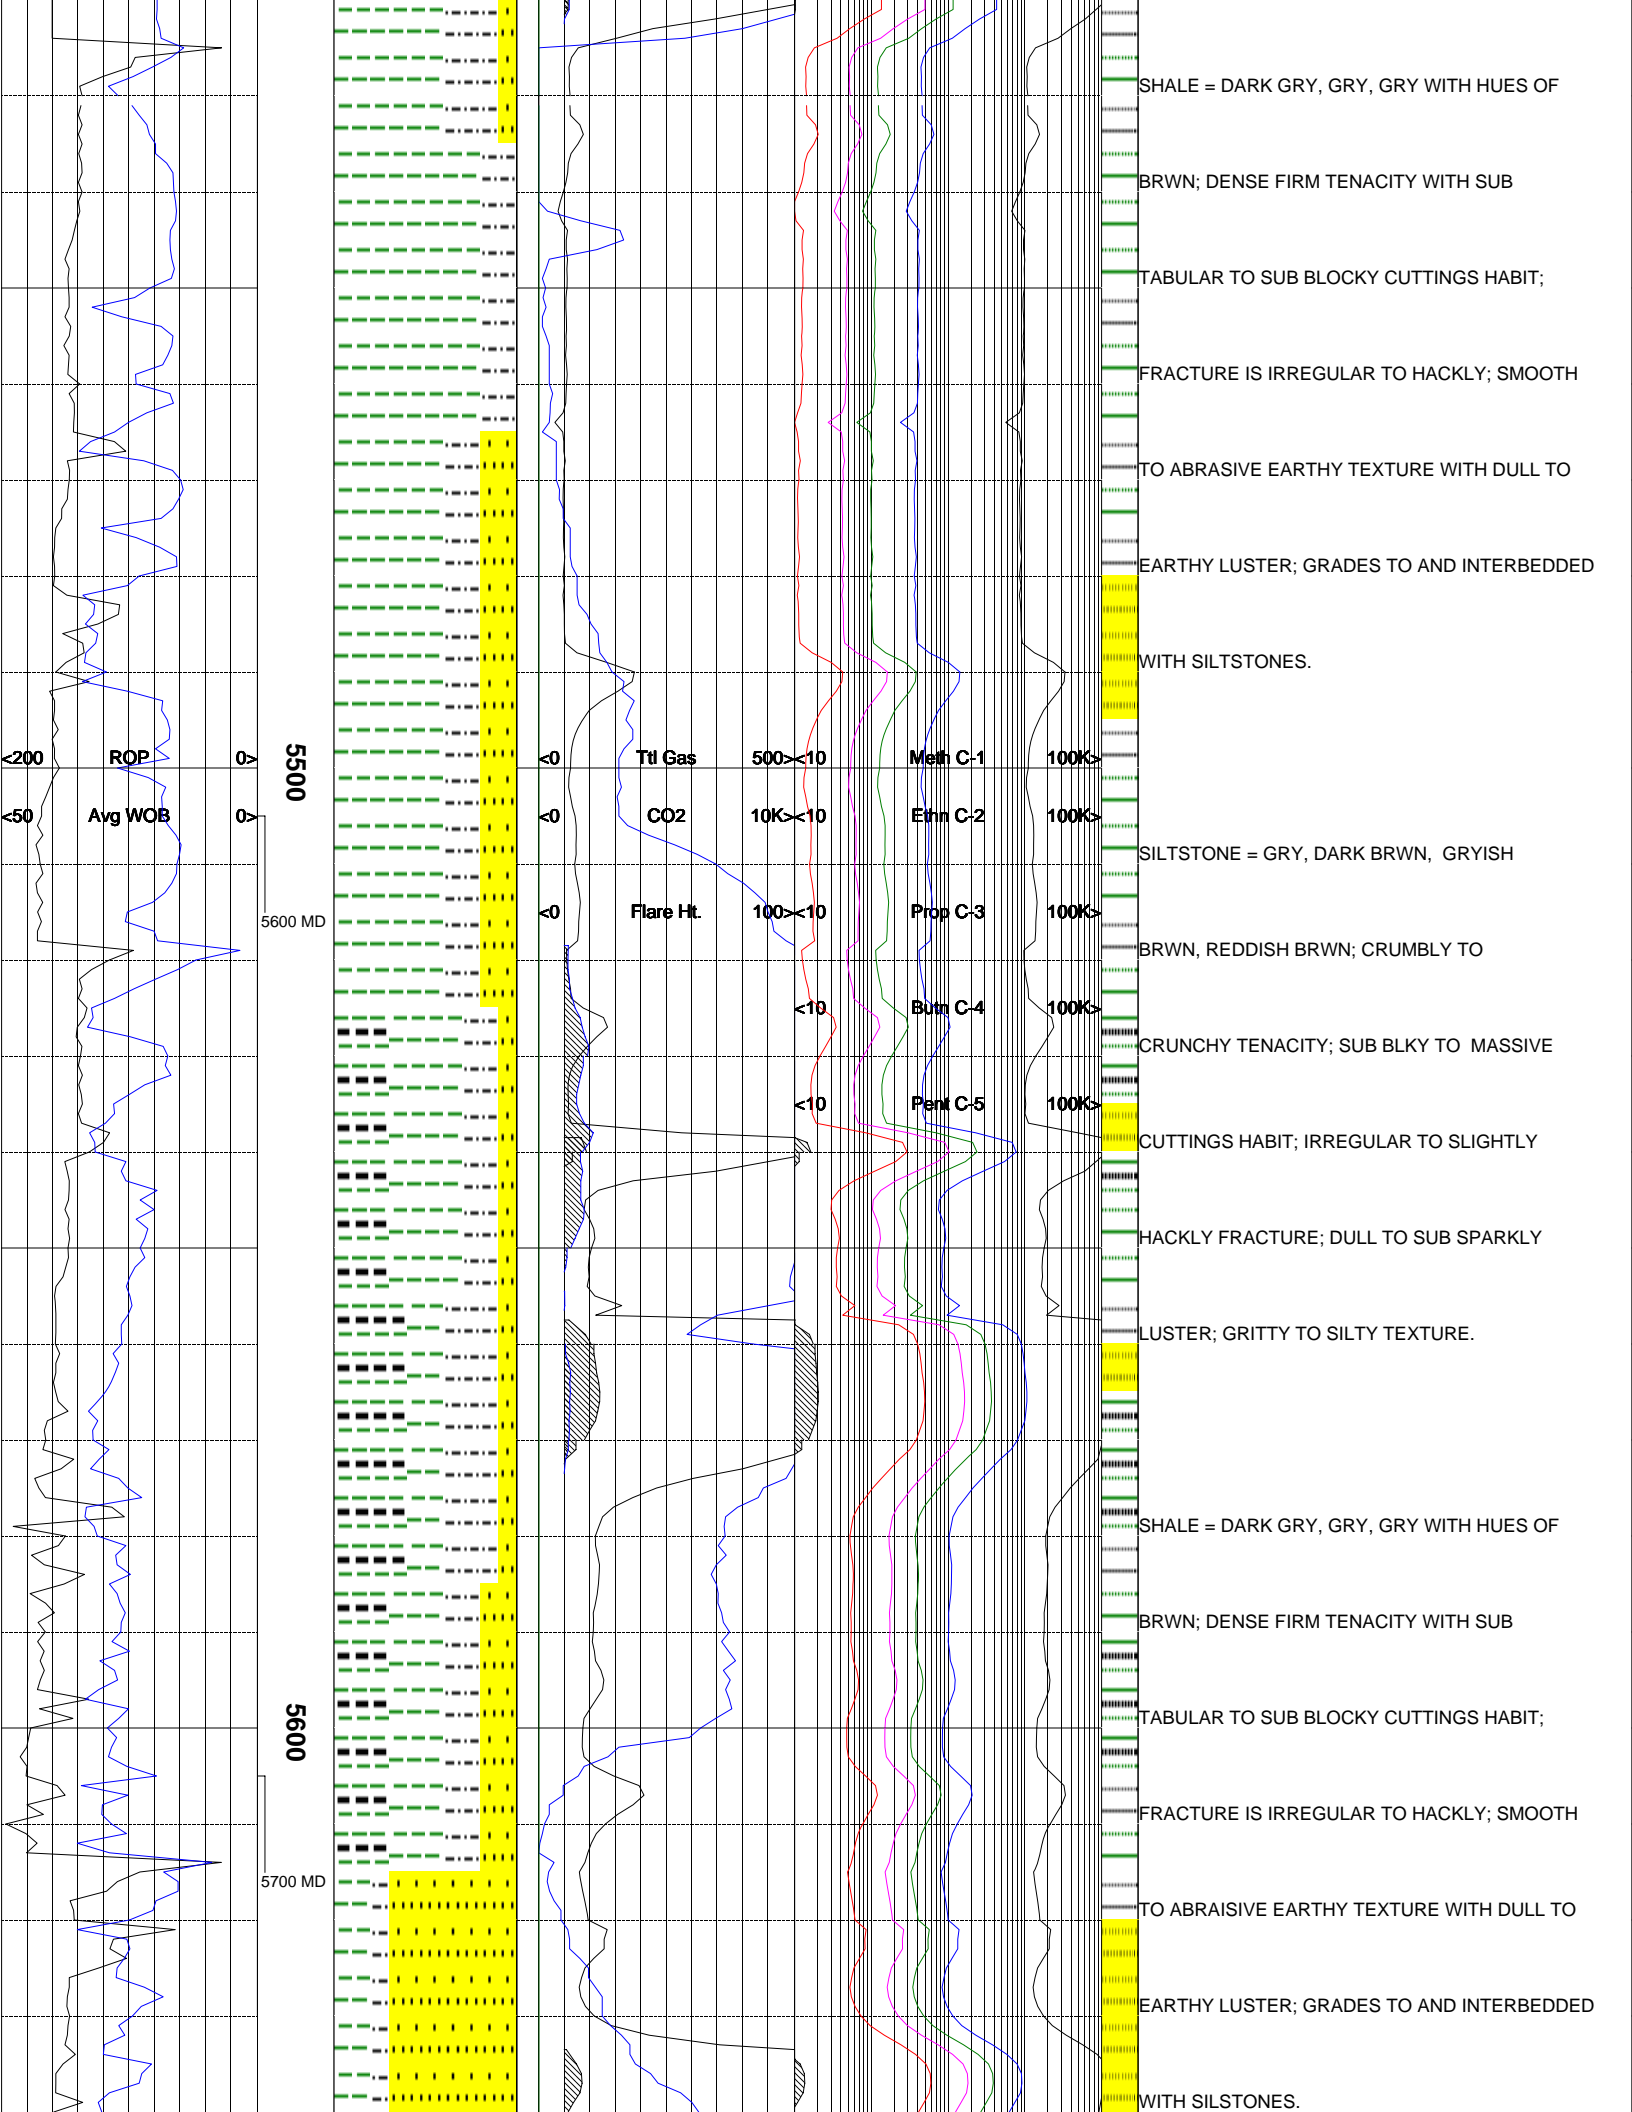 SHALE = DARK GRY, GRY, GRY WITH HUES OF
BRWN; DENSE FIRM TENACITY WITH SUB
TABULAR TO SUB BLOCKY CUTTINGS HABIT;
FRACTURE IS IRREGULAR TO HACKLY; SMOOTH
TO ABRASIVE EARTHY TEXTURE WITH DULL TO
EARTHY LUSTER; GRADES TO AND INTERBEDDED
WITH SILTSTONES.
<200 ROP 0> 5500 <0 Ttl Gas 500> <10 Meth C-1 100K>
<50 Avg WOB 0> <0 CO2 10K> <10 Ethn C-2 100K>
SILTSTONE = GRY, DARK BRWN, GRYISH
5600 MD <0 Flare Ht. 100> <10 Prop C-3 100K>
BRWN, REDDISH BRWN; CRUMBLY TO
<10 Butn C-4 100K>
CRUNCHY TENACITY; SUB BLKY TO MASSIVE
<10 Pent C-5 100K>
CUTTINGS HABIT; IRREGULAR TO SLIGHTLY
HACKLY FRACTURE; DULL TO SUB SPARKLY
LUSTER; GRITTY TO SILTY TEXTURE.
SHALE = DARK GRY, GRY, GRY WITH HUES OF
BRWN; DENSE FIRM TENACITY WITH SUB
TABULAR TO SUB BLOCKY CUTTINGS HABIT;
5600
FRACTURE IS IRREGULAR TO HACKLY; SMOOTH
5700 MD
TO ABRAISIVE EARTHY TEXTURE WITH DULL TO
EARTHY LUSTER; GRADES TO AND INTERBEDDED
WITH SILSTONES.